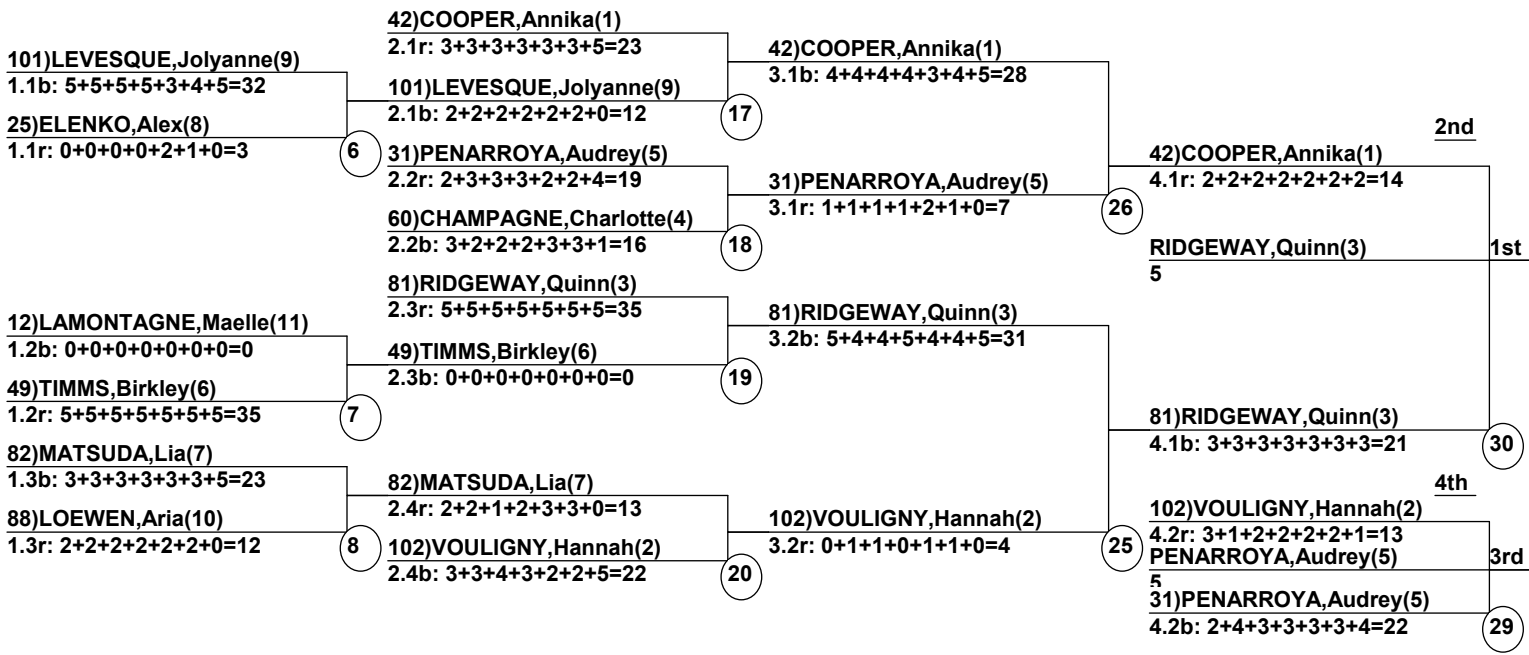 101)LEVESQUE,Jolyanne(9)
1.1b: 5+5+5+5+3+4+5=32
25)ELENKO,Alex(8)
1.1r: 0+0+0+0+2+1+0=3
6
12)LAMONTAGNE,Maelle(11)
1.2b: 0+0+0+0+0+0+0=0
49)TIMMS,Birkley(6)
1.2r: 5+5+5+5+5+5+5=35
7
82)MATSUDA,Lia(7)
1.3b: 3+3+3+3+3+3+5=23
88)LOEWEN,Aria(10)
1.3r: 2+2+2+2+2+2+0=12
8
42)COOPER,Annika(1)
2.1r: 3+3+3+3+3+3+5=23
101)LEVESQUE,Jolyanne(9)
2.1b: 2+2+2+2+2+2+0=12
17
31)PENARROYA,Audrey(5)
2.2r: 2+3+3+3+2+2+4=19
60)CHAMPAGNE,Charlotte(4)
2.2b: 3+2+2+2+3+3+1=16
18
81)RIDGEWAY,Quinn(3)
2.3r: 5+5+5+5+5+5+5=35
49)TIMMS,Birkley(6)
2.3b: 0+0+0+0+0+0+0=0
19
82)MATSUDA,Lia(7)
2.4r: 2+2+1+2+3+3+0=13
102)VOULIGNY,Hannah(2)
2.4b: 3+3+4+3+2+2+5=22
20
42)COOPER,Annika(1)
3.1b: 4+4+4+4+3+4+5=28
31)PENARROYA,Audrey(5)
3.1r: 1+1+1+1+2+1+0=7
26
81)RIDGEWAY,Quinn(3)
3.2b: 5+4+4+5+4+4+5=31
102)VOULIGNY,Hannah(2)
3.2r: 0+1+1+0+1+1+0=4
25
2nd
42)COOPER,Annika(1)
4.1r: 2+2+2+2+2+2+2=14
RIDGEWAY,Quinn(3)
1st
5
81)RIDGEWAY,Quinn(3)
4.1b: 3+3+3+3+3+3+3=21
30
4th
102)VOULIGNY,Hannah(2)
4.2r: 3+1+2+2+2+2+1=13
PENARROYA,Audrey(5)
3rd
5
31)PENARROYA,Audrey(5)
4.2b: 2+4+3+3+3+3+4=22
29